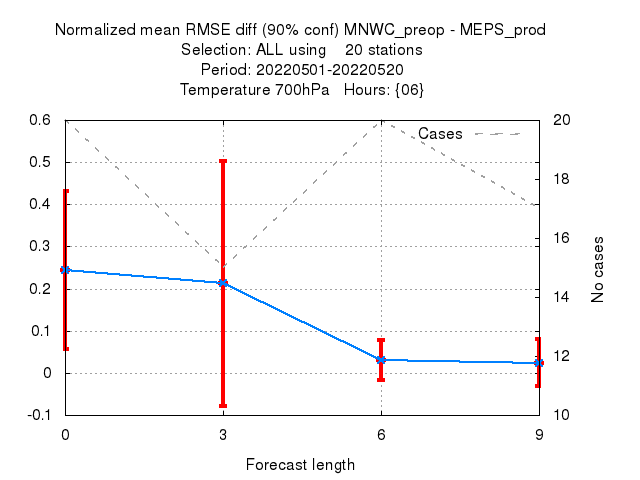 Normalized mean RMSE diff (90% conf) MNWC_preop - MEPS_prod
Selection: ALL using 20 stations
Period: 20220501-20220520
Temperature 700hPa Hours: {06}
Cases
0.6
0.5
0.4
0.3
0.2
0.1
0
-0.1
20
18
16
14
12
10
No cases
0 3 6 9
Forecast length